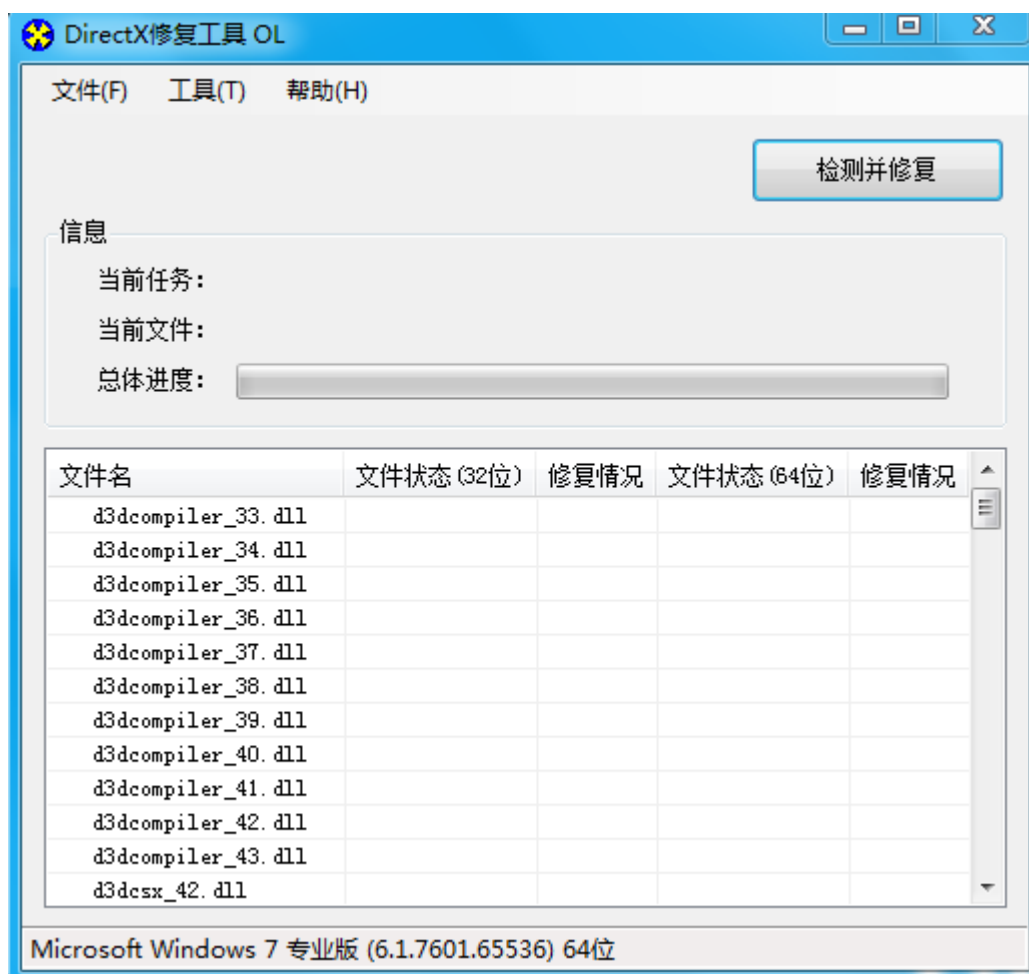 DirectX修复工具 OL
文件(F) 工具(T) 帮助(H)
检测并修复
信息
当前任务：
当前文件：
总体进度：
文件名 文件状态(32位) 修复情况 文件状态(64位) 修复情况
d3dcompiler_33.dll
d3dcompiler_34.dll
d3dcompiler_35.dll
d3dcompiler_36.dll
d3dcompiler_37.dll
d3dcompiler_38.dll
d3dcompiler_39.dll
d3dcompiler_40.dll
d3dcompiler_41.dll
d3dcompiler_42.dll
d3dcompiler_43.dll
d3dcsx_42.dll
Microsoft Windows 7 专业版 (6.1.7601.65536) 64位